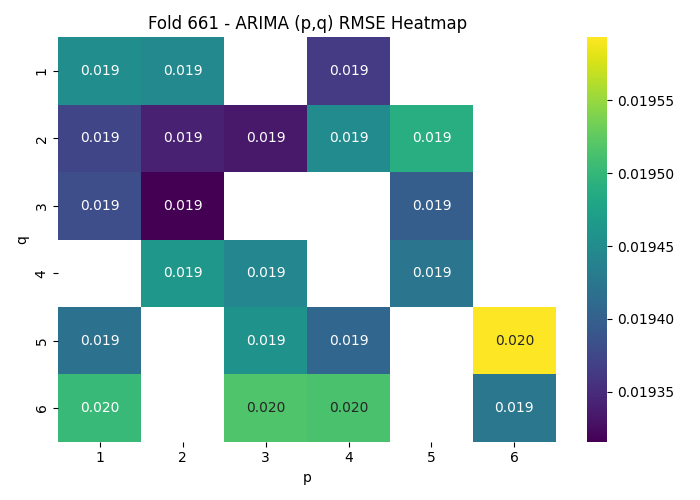 Fold 661 - ARIMA (p,q) RMSE Heatmap
1 0.019 0.019 0.019
2 0.019 0.019 0.019 0.019 0.019
3 0.019 0.019 0.019
4 0.019 0.019 0.019
5 0.019 0.019 0.019 0.020
6 0.020 0.020 0.020 0.019
q
1 2 3 4 5 6
p
0.01955
0.01950
0.01945
0.01940
0.01935